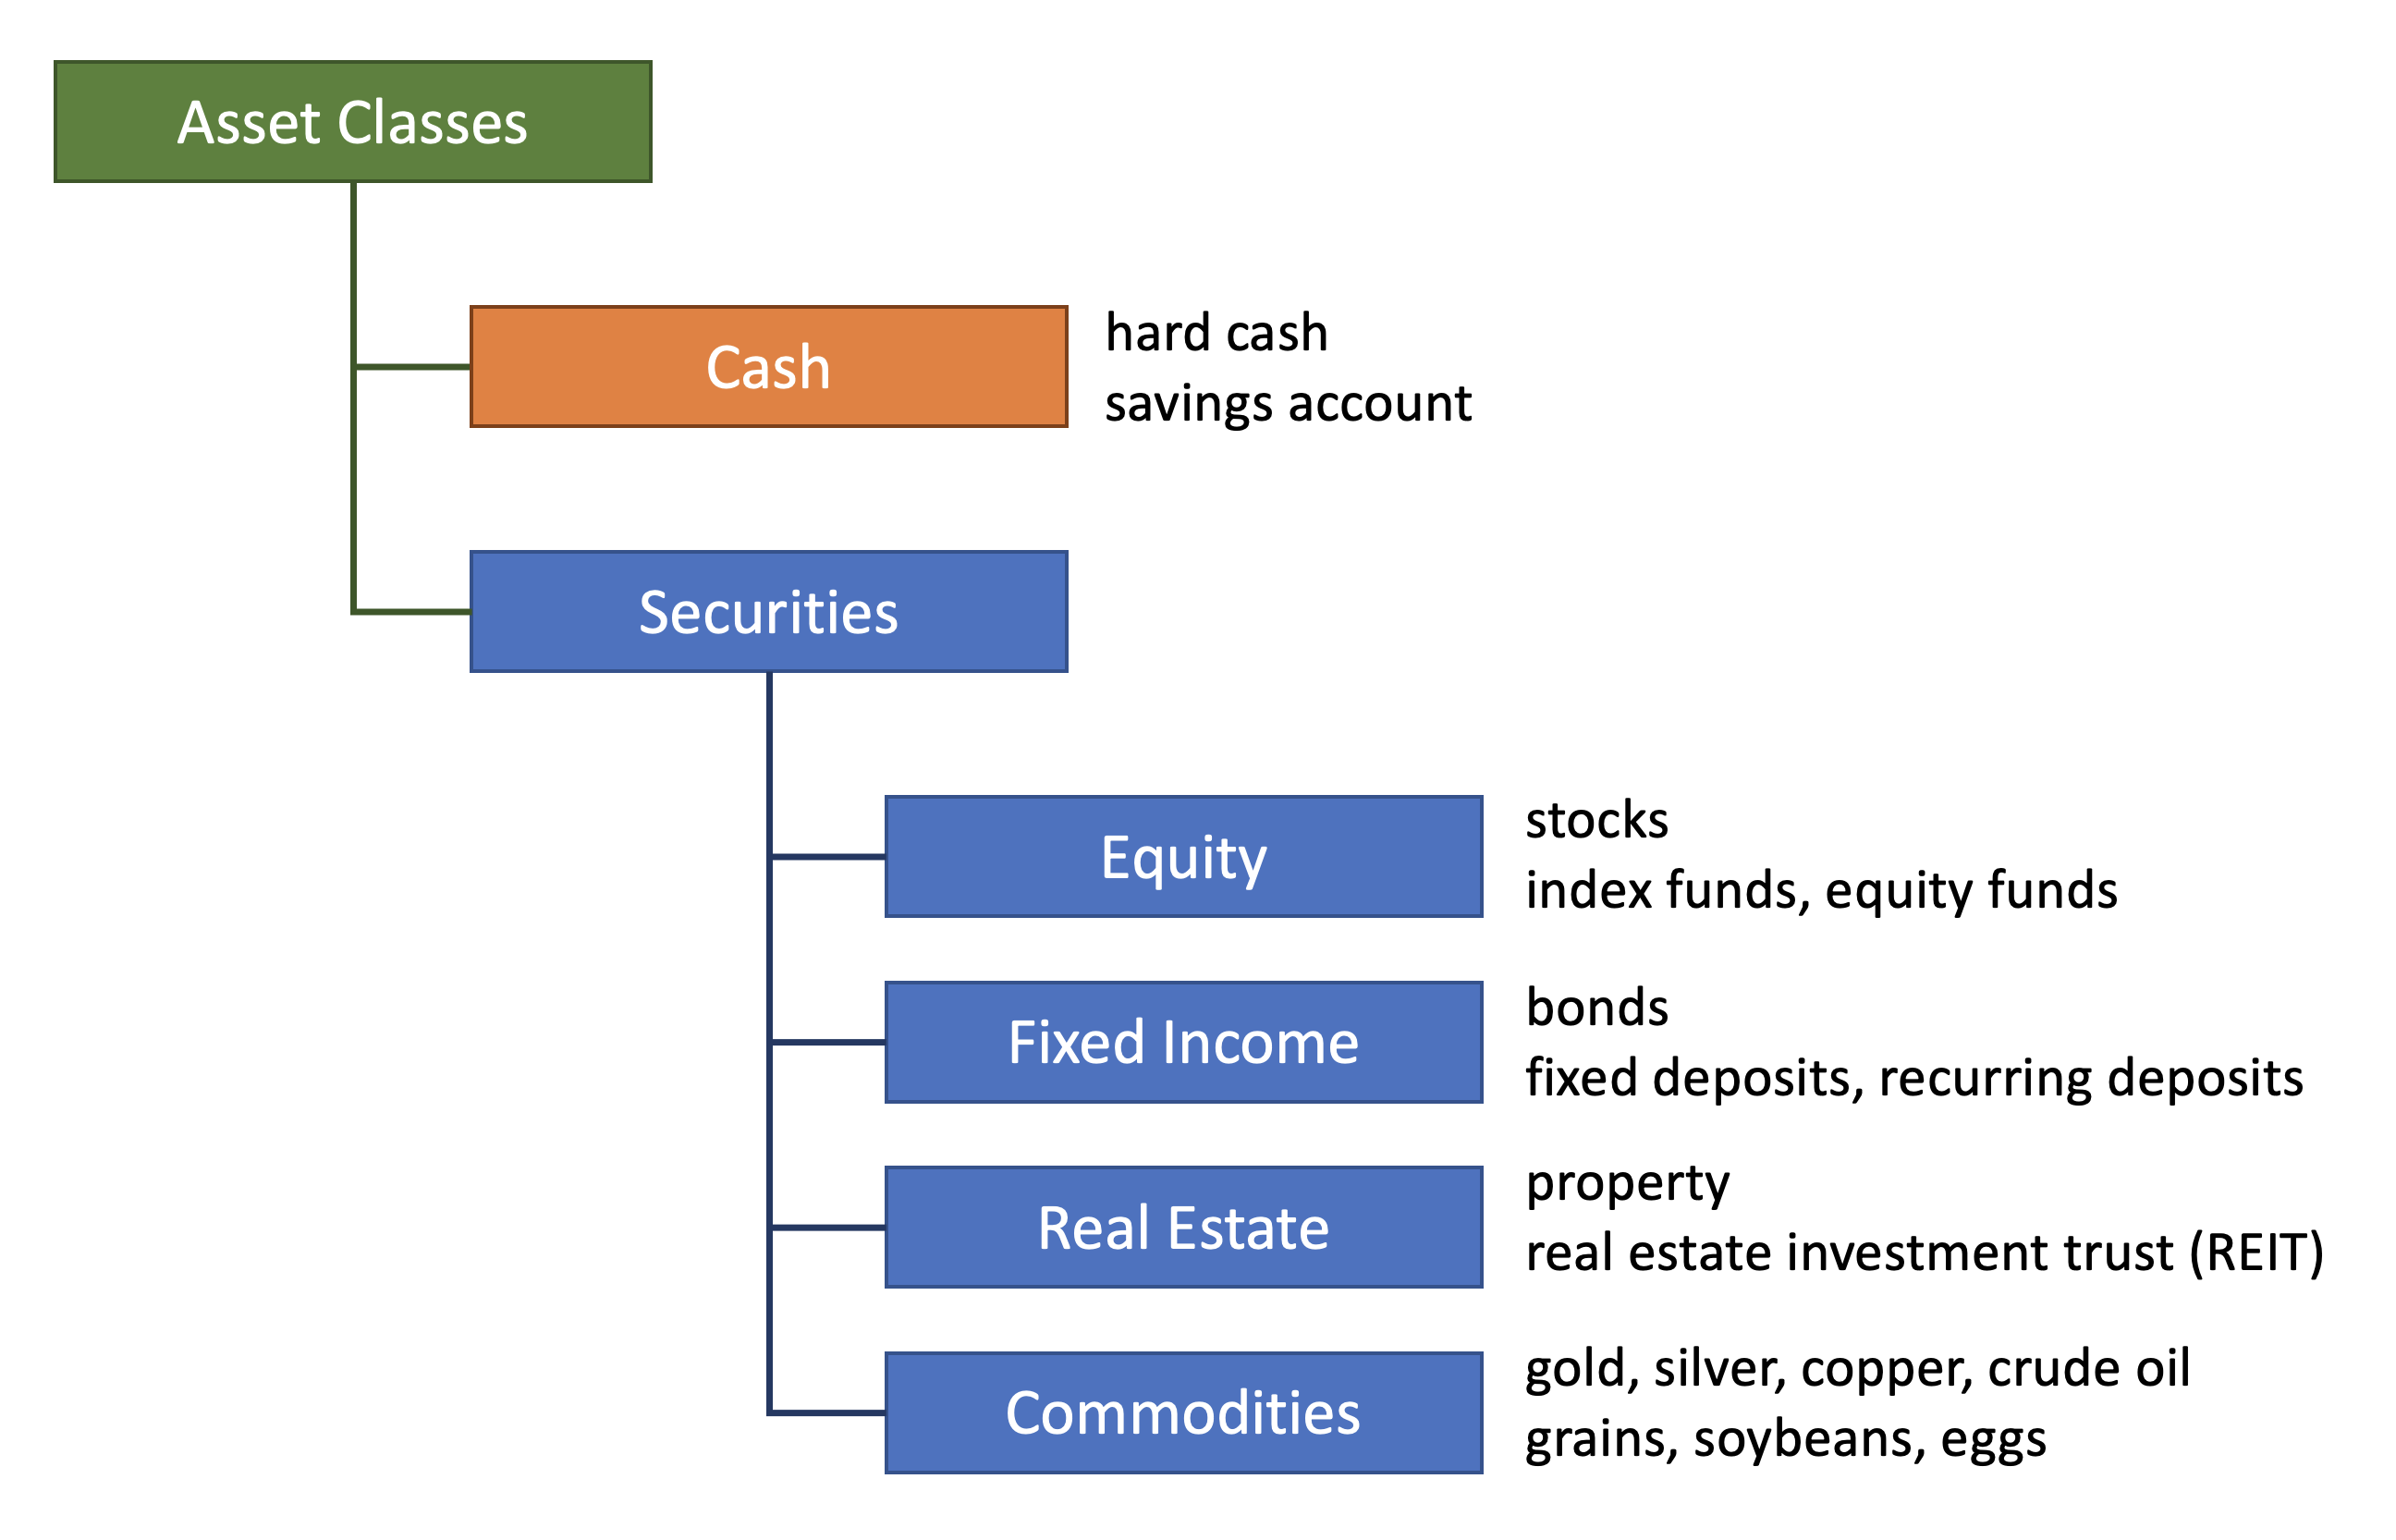 Asset Classes
Cash
hard cash
savings account
Securities
Equity
stocks
index funds, equity funds
Fixed Income
bonds
fixed deposits, recurring deposits
Real Estate
property
real estate investment trust (REIT)
Commodities
gold, silver, copper, crude oil
grains, soybeans, eggs